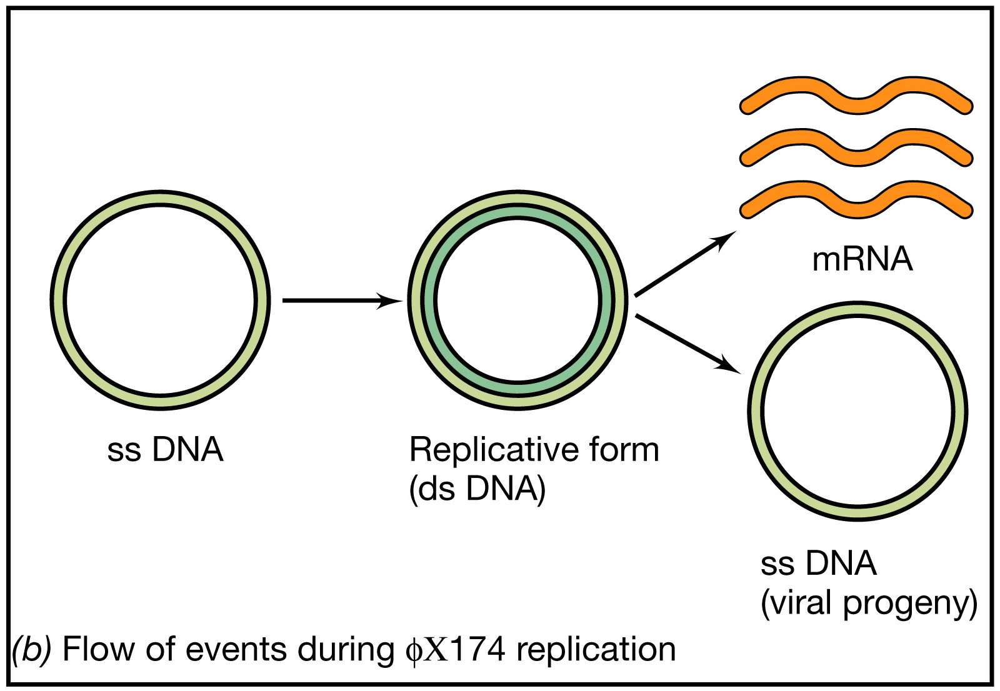 mRNA
ss DNA
Replicative form
(ds DNA)
ss DNA
(viral progeny)
(b) Flow of events during ϕX174 replication